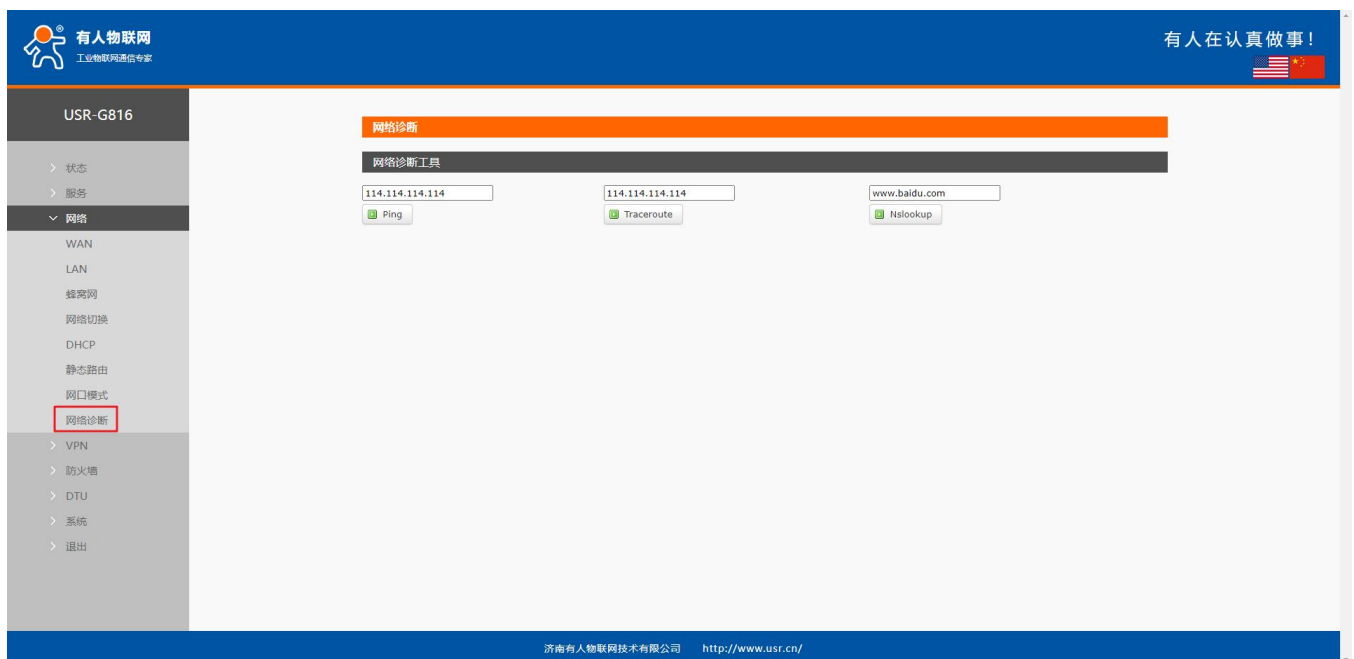 有人物联网
工业物联网通信专家
有人在认真做事！
USR-G816
状态
服务
网络
WAN
LAN
蜂窝网
网络切换
DHCP
静态路由
网口模式
网络诊断
VPN
防火墙
DTU
系统
退出
网络诊断
网络诊断工具
114.114.114.114 114.114.114.114 www.baidu.com
Ping Traceroute Nslookup
济南有人物联网技术有限公司 http://www.usr.cn/